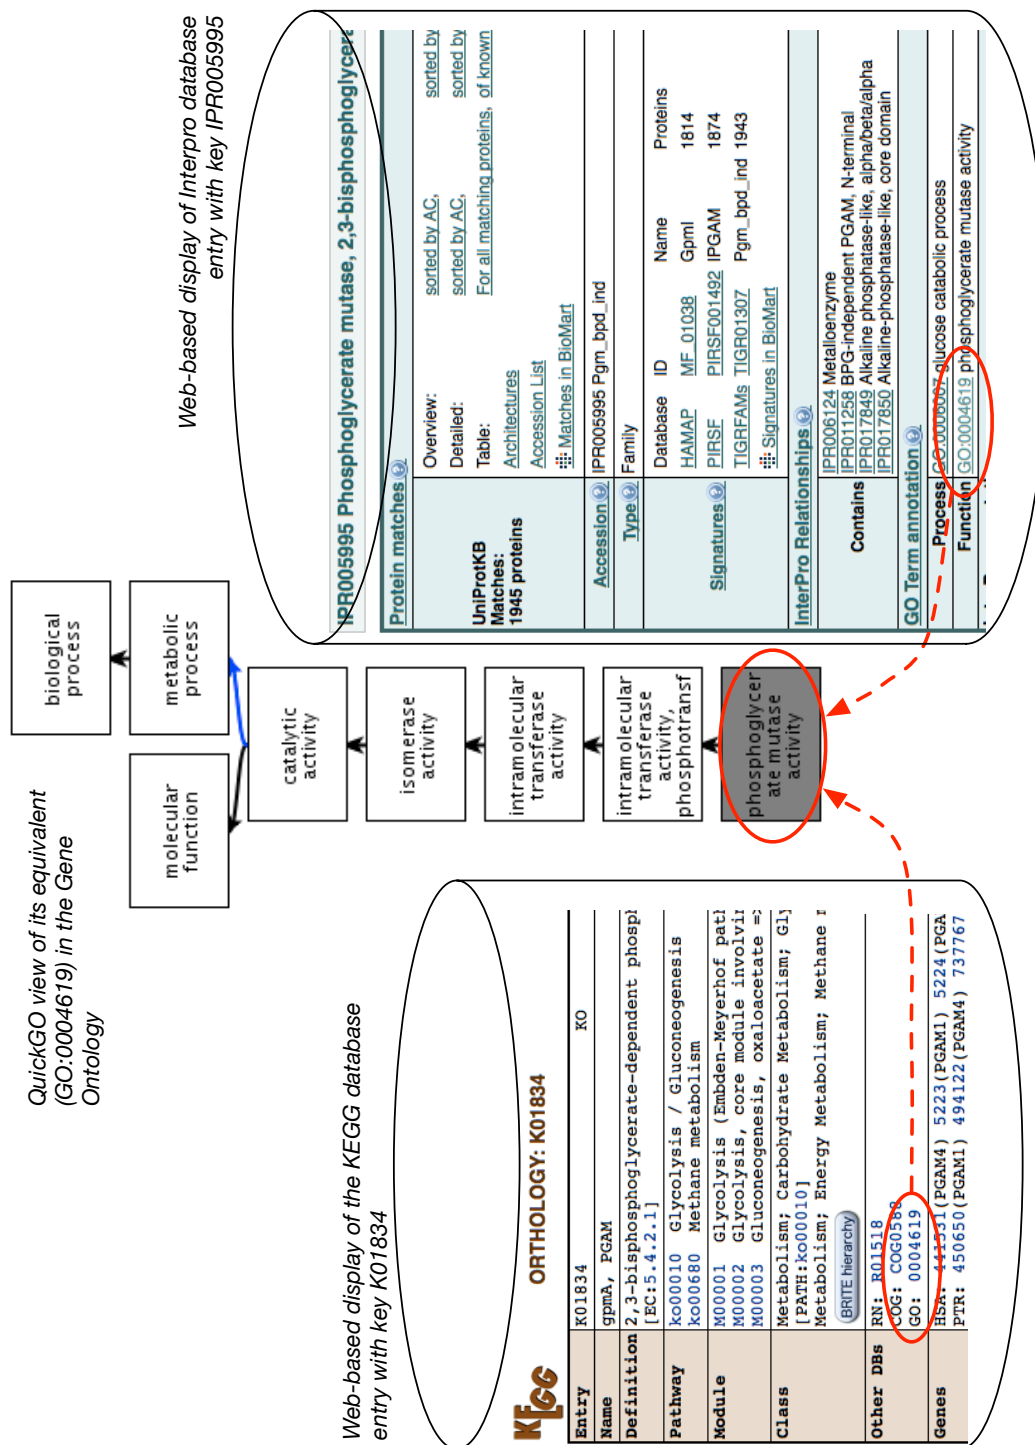 QuickGO view of its equivalent
(GO:0004619) in the Gene
Ontology
Web-based display of the KEGG database
entry with key K01834
KEGG
ORTHOLOGY: K01834
Entry K01834 KO
Name gpmA, PGAM
Definition 2,3-bisphosphoglycerate-dependent
[EC:5.4.2.1]
Pathway ko00010 Glycolysis / Gluconeogenesis
ko00680 Methane metabolism
Module M00001 Glycolysis (Embden-Meyerhof
M00002 Glycolysis, core module
M00003 Gluconeogenesis, oxaloacetate =>
Class Metabolism; Carbohydrate Metabolism;
[PATH:ko00010]
Metabolism; Energy Metabolism; Methane
BRITE hierarchy
Other DBs RN: R01518
COG: COG0588
GO: 0004619
Genes HSA: 441531(PGAM4) 5223(PGAM1) 5224(PGA
PTR: 450650(PGAM1) 494122(PGAM4) 737767
biological
process
molecular
function
metabolic
process
catalytic
activity
isomerase
activity
intramolecular
transferase
activity
intramolecular
transferase
activity,
phosphotransf
phosphoglycer
ate mutase
activity
Web-based display of Interpro database
entry with key IPR005995
IPR005995 Phosphoglycerate mutase, 2,3-bisphosphoglycera
Protein matches
UniProtKB
Matches:
1945 proteins
Overview: sorted by AC, sorted by
Detailed: sorted by AC, sorted by
Table: For all matching proteins, of known
Architectures
Accession List
Matches in BioMart
Accession IPR005995 Pgm_bpd_ind
Type Family
Signatures
Database ID Name Proteins
HAMAP MF_01038 GpmI 1814
PIRSF PIRSF001492 IPGAM 1874
TIGRFAMs TIGR01307 Pgm_bpd_ind 1943
Signatures in BioMart
InterPro Relationships
Contains IPR006124 Metalloenzyme
IPR011258 BPG-independent PGAM, N-terminal
IPR017849 Alkaline phosphatase-like, alpha/beta/alpha
IPR017850 Alkaline-phosphatase-like, core domain
GO Term annotation
Process GO:0006007 glucose catabolic process
Function GO:0004619 phosphoglycerate mutase activity